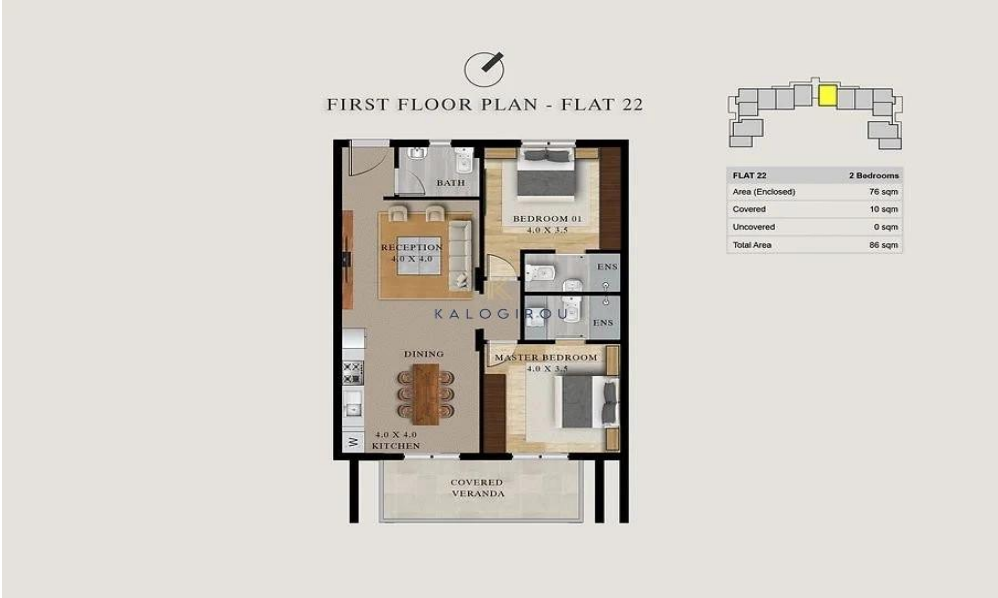 FIRST FLOOR PLAN - FLAT 22
BATH
BEDROOM 01
4.0 X 3.5
RECEPTION
4.0 X 4.0
ENS
KALOGIROU
ENS
DINING
MASTER BEDROOM
4.0 X 3.5
4.0 X 4.0
KITCHEN
W
COVERED
VERANDA
FLAT 22 2 Bedrooms
Area (Enclosed) 76 sqm
Covered 10 sqm
Uncovered 0 sqm
Total Area 86 sqm